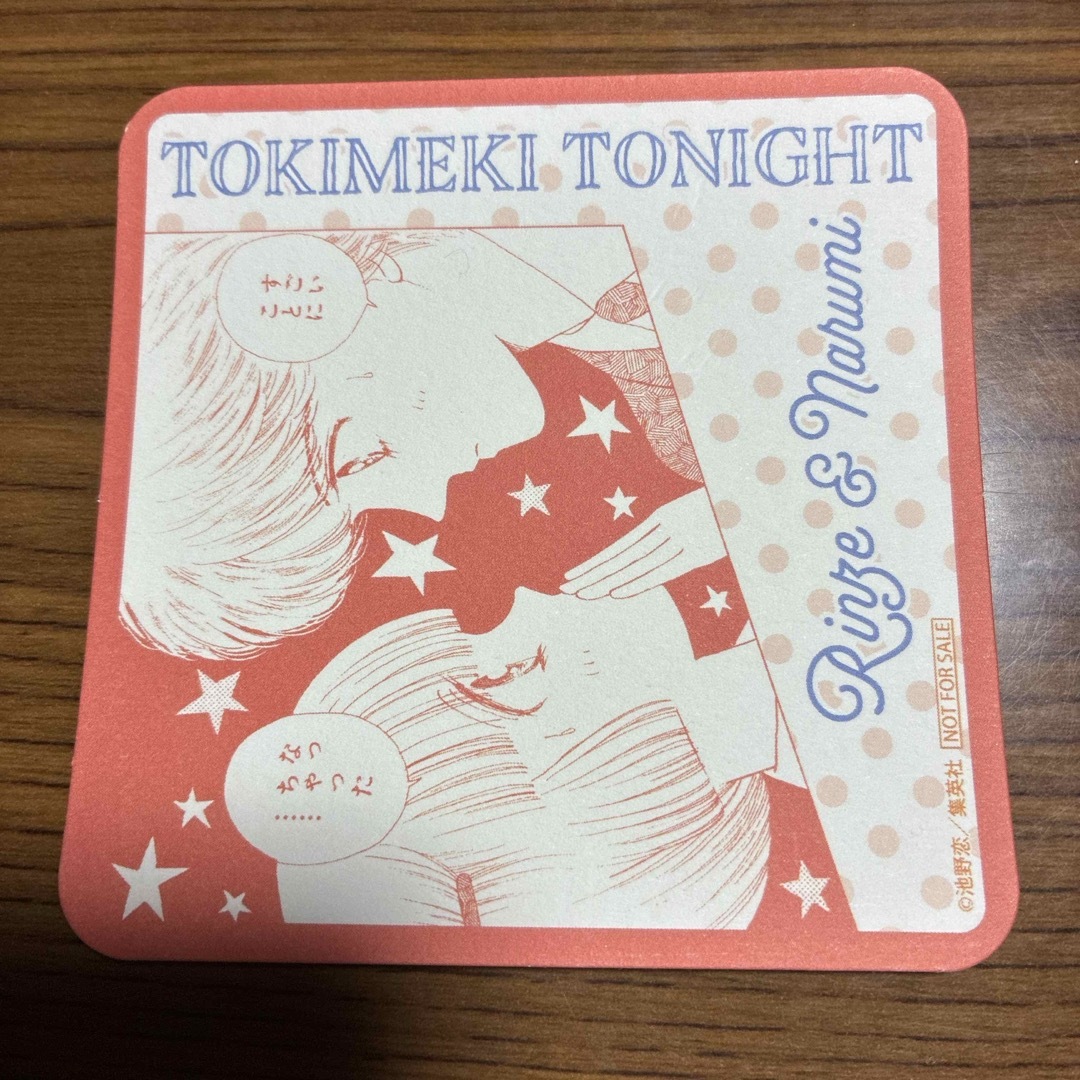 TOKIMEKI TONIGHT
Rinze & Narumi
すごい
ことに
なっ
ちゃった
……
NOT FOR SALE
©池野恋／集英社